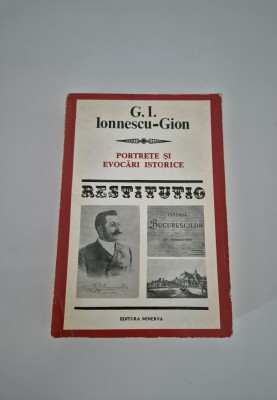 G. I.
Ionnescu-Gion
PORTRETE ȘI
EVOCĂRI ISTORICE
RESTITUTIO
ISTORIA
BUCURESCILOR
EDITURA MINERVA